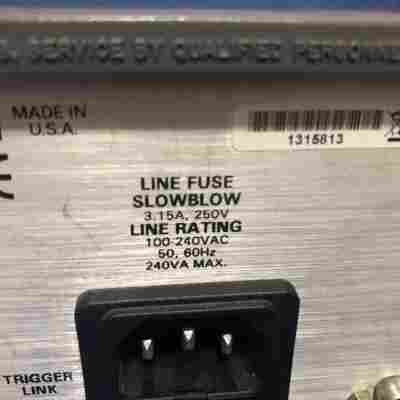 SERVICE BY QUALIFIED PERSONNEL
MADE IN
U.S.A.
1315813
LINE FUSE
SLOWBLOW
3.15A, 250V
LINE RATING
100-240VAC
50, 60Hz
240VA MAX.
TRIGGER
LINK